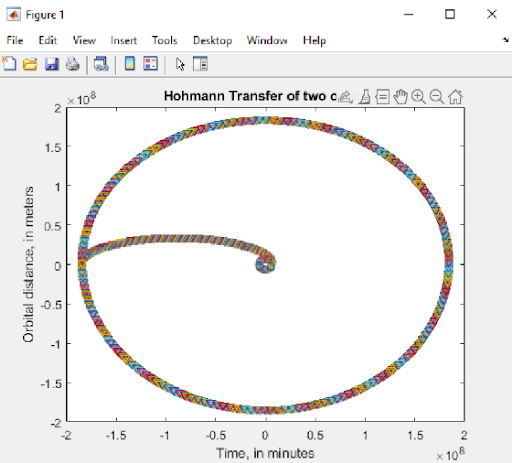 Figure 1
File Edit View Insert Tools Desktop Window Help
×10^8
Hohmann Transfer of two
2
1.5
1
0.5
0
-0.5
-1
-1.5
-2
Orbital distance, in meters
-2 -1.5 -1 -0.5 0 0.5 1 1.5 2
Time, in minutes
×10^8